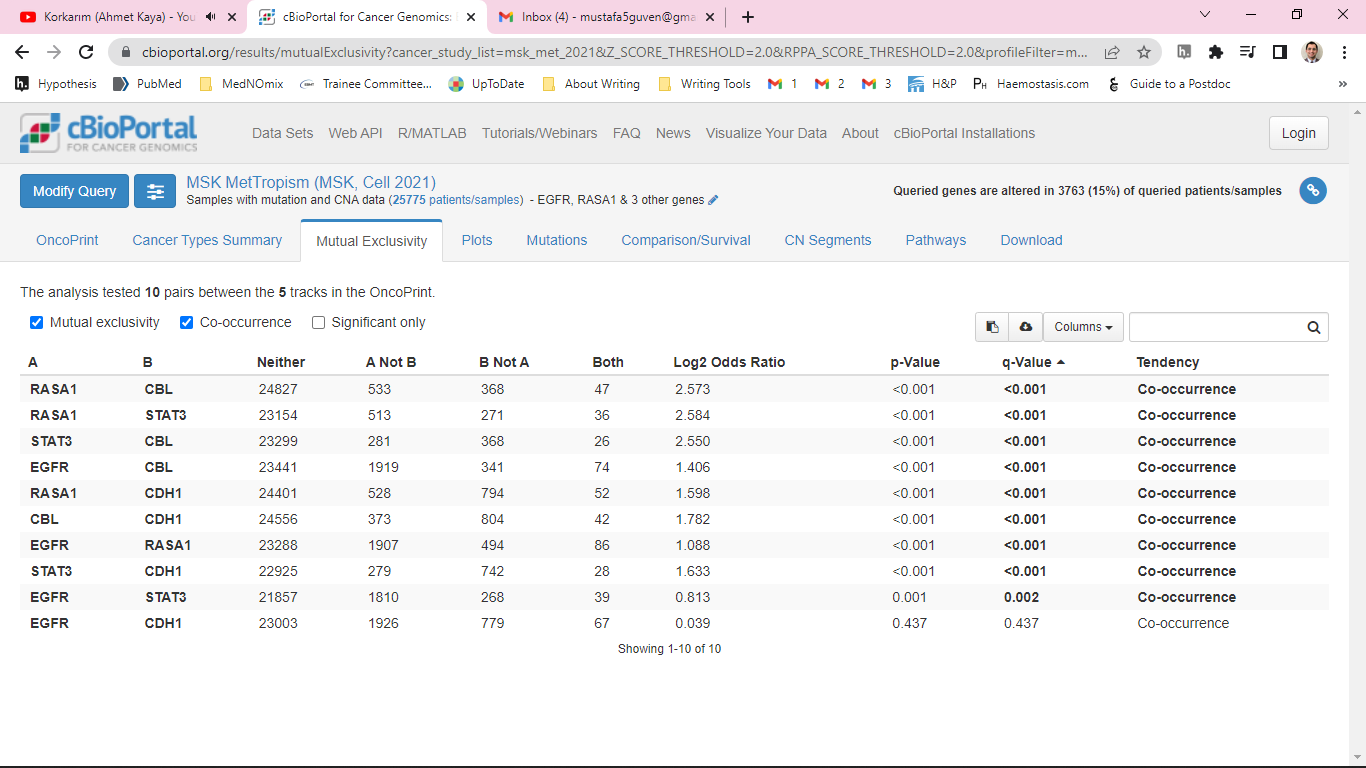 Korkarım (Ahmet Kaya) - You
cBioPortal for Cancer Genomics:
Inbox (4) - mustafa5guven@gma
cbioportal.org/results/mutualExclusivity?cancer_study_list=msk_met_2021&Z_SCORE_THRESHOLD=2.0&RPPA_SCORE_THRESHOLD=2.0&profileFilter=m...
Hypothesis PubMed MedNOmix Trainee Committee... UpToDate About Writing Writing Tools 1 2 3 H&P Haemostasis.com Guide to a Postdoc »
cBioPortal
FOR CANCER GENOMICS
Data Sets Web API R/MATLAB Tutorials/Webinars FAQ News Visualize Your Data About cBioPortal Installations Login
Modify Query
MSK MetTropism (MSK, Cell 2021)
Samples with mutation and CNA data (25775 patients/samples) - EGFR, RASA1 & 3 other genes
Queried genes are altered in 3763 (15%) of queried patients/samples
OncoPrint Cancer Types Summary Mutual Exclusivity Plots Mutations Comparison/Survival CN Segments Pathways Download
The analysis tested 10 pairs between the 5 tracks in the OncoPrint.
Mutual exclusivity Co-occurrence Significant only
Columns
A B Neither A Not B B Not A Both Log2 Odds Ratio p-Value q-Value Tendency
RASA1 CBL 24827 533 368 47 2.573 <0.001 <0.001 Co-occurrence
RASA1 STAT3 23154 513 271 36 2.584 <0.001 <0.001 Co-occurrence
STAT3 CBL 23299 281 368 26 2.550 <0.001 <0.001 Co-occurrence
EGFR CBL 23441 1919 341 74 1.406 <0.001 <0.001 Co-occurrence
RASA1 CDH1 24401 528 794 52 1.598 <0.001 <0.001 Co-occurrence
CBL CDH1 24556 373 804 42 1.782 <0.001 <0.001 Co-occurrence
EGFR RASA1 23288 1907 494 86 1.088 <0.001 <0.001 Co-occurrence
STAT3 CDH1 22925 279 742 28 1.633 <0.001 <0.001 Co-occurrence
EGFR STAT3 21857 1810 268 39 0.813 0.001 0.002 Co-occurrence
EGFR CDH1 23003 1926 779 67 0.039 0.437 0.437 Co-occurrence
Showing 1-10 of 10